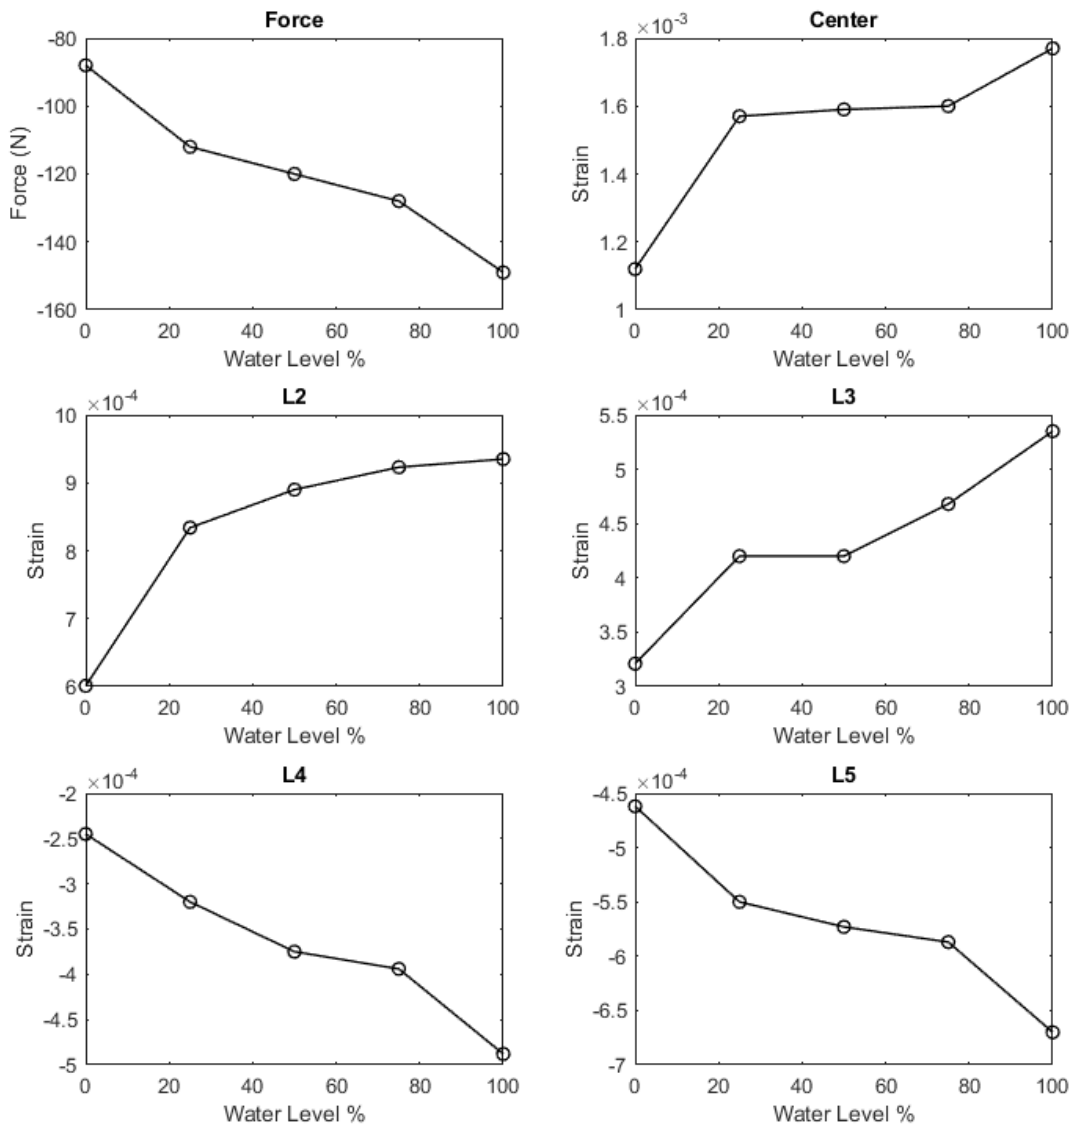 Force
-80
-100
-120
-140
-160
Force (N)
0 20 40 60 80 100
Water Level %
Center
×10-3
1.8
1.6
1.4
1.2
1
Strain
0 20 40 60 80 100
Water Level %
L2
×10-4
10
9
8
7
6
Strain
0 20 40 60 80 100
Water Level %
L3
×10-4
5.5
5
4.5
4
3.5
3
Strain
0 20 40 60 80 100
Water Level %
L4
×10-4
-2
-2.5
-3
-3.5
-4
-4.5
-5
Strain
0 20 40 60 80 100
Water Level %
L5
×10-4
-4.5
-5
-5.5
-6
-6.5
-7
Strain
0 20 40 60 80 100
Water Level %